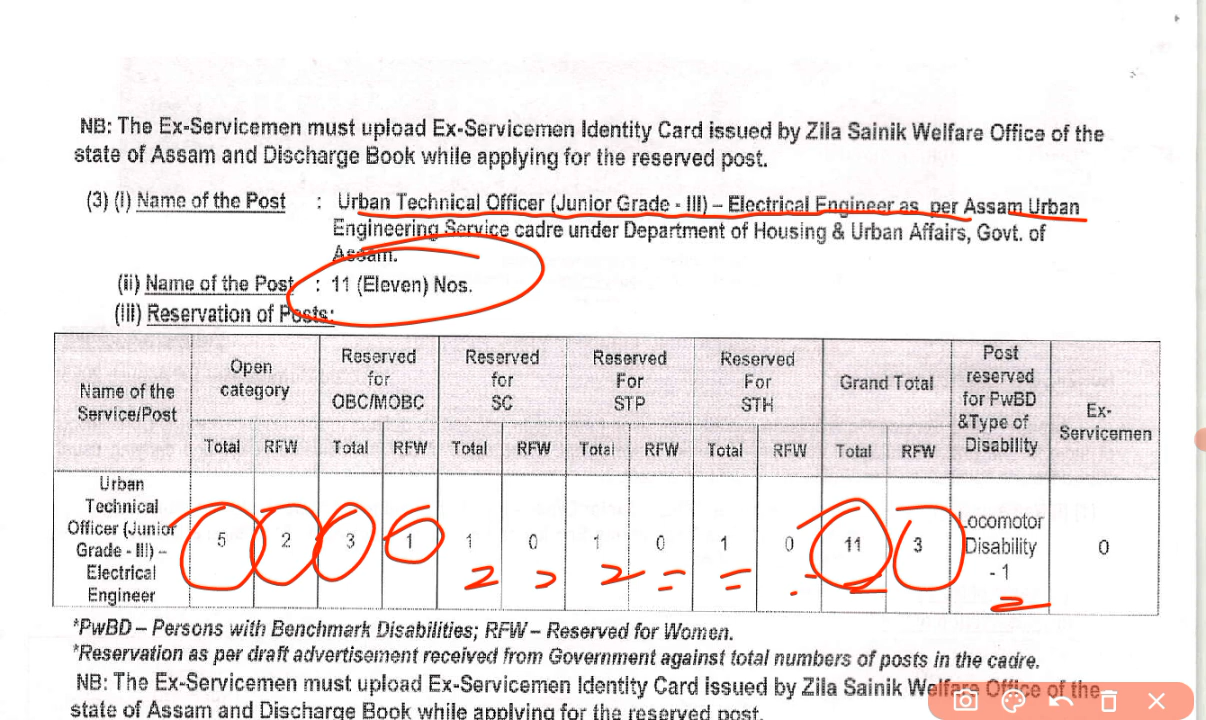 NB: The Ex-Servicemen must upload Ex-Servicemen Identity Card issued by Zila Sainik Welfare Office of the
state of Assam and Discharge Book while applying for the reserved post.
(3) (i) Name of the Post : Urban Technical Officer (Junior Grade - III) – Electrical Engineer as per Assam Urban
Engineering Service cadre under Department of Housing & Urban Affairs, Govt. of
Assam.
(ii) Name of the Post : 11 (Eleven) Nos.
(iii) Reservation of Posts:
Name of the Service/Post | Open category | Reserved for OBC/MOBC | Reserved for SC | Reserved For STP | Reserved For STH | Grand Total | Post reserved for PwBD &Type of Disability | Ex-Servicemen
Total RFW Total RFW Total RFW Total RFW Total RFW Total RFW
Urban Technical Officer (Junior Grade - III) – Electrical Engineer | 5 | 2 | 3 | 1 | 1 | 0 | 1 | 0 | 1 | 0 | 11 | 3 | Locomotor Disability - 1 | 0
*PwBD – Persons with Benchmark Disabilities; RFW – Reserved for Women.
*Reservation as per draft advertisement received from Government against total numbers of posts in the cadre.
NB: The Ex-Servicemen must upload Ex-Servicemen Identity Card issued by Zila Sainik Welfare Office of the
state of Assam and Discharge Book while applying for the reserved post.